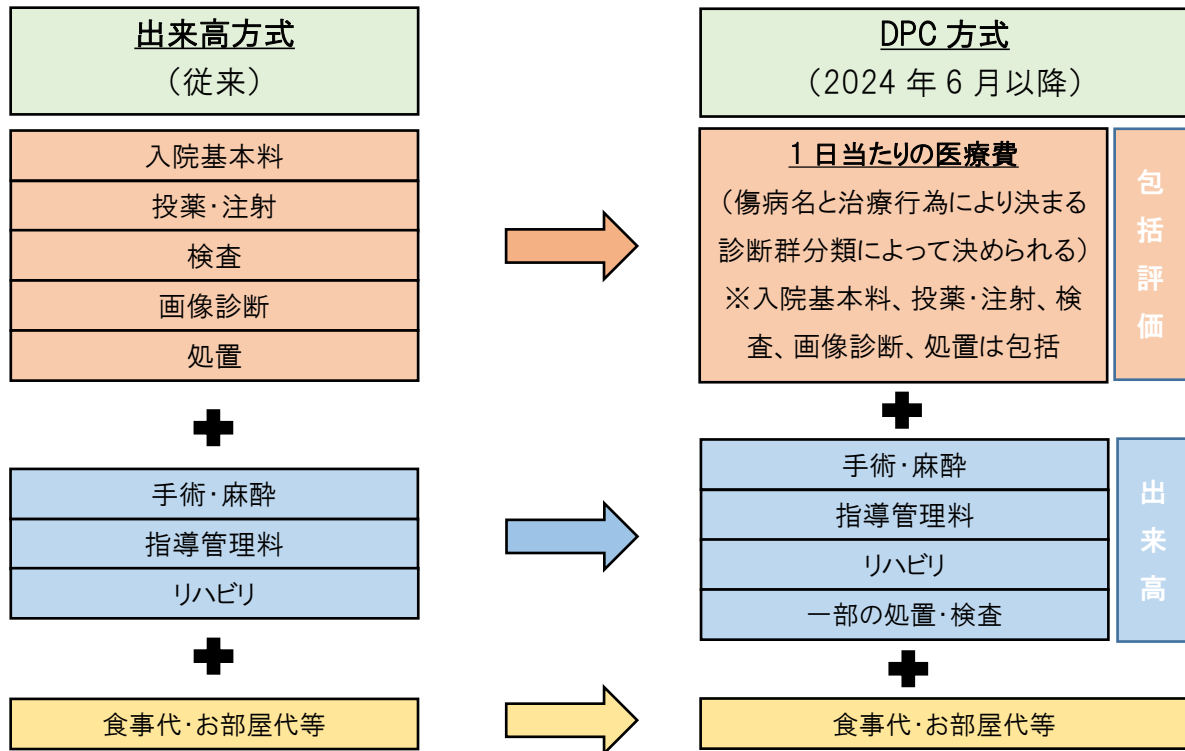 出来高方式
（従来）
入院基本料
投薬・注射
検査
画像診断
処置
手術・麻酔
指導管理料
リハビリ
食事代・お部屋代等
DPC 方式
（2024 年 6 月以降）
1 日当たりの医療費
（傷病名と治療行為により決まる
診断群分類によって決められる）
※入院基本料、投薬・注射、検
査、画像診断、処置は包括
包括評価
手術・麻酔
指導管理料
リハビリ
一部の処置・検査
出来高
食事代・お部屋代等